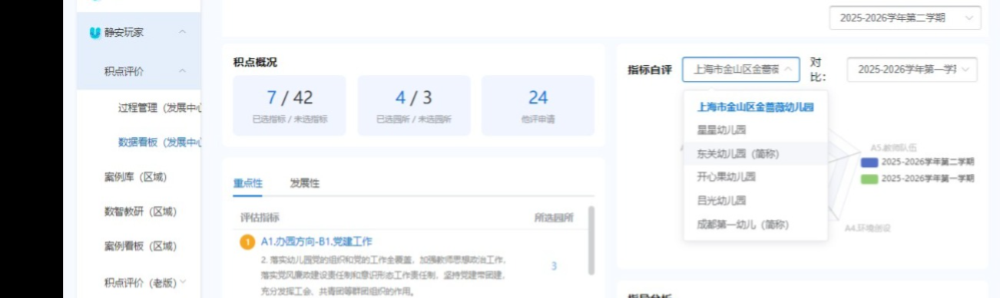 2025-2026学年第二学期
静安玩家
积点评价
过程管理（发展中心
数据看板（发展中心
案例库（区域）
数智教研（区域）
案例看板（区域）
积点评价（老版）
积点概况
7 / 42
已选指标 / 未选指标
4 / 3
已选园所 / 未选园所
24
他评申请
重点性
发展性
评估指标
所选园所
1
A1.办园方向-B1.党建工作
2. 落实幼儿园党的组织和党的工作全覆盖，加强教师思想政治工作，
落实党风廉政建设责任制和意识形态工作责任制，坚持党建带团建，
充分发挥工会、共青团等群团组织的作用。
3
指标自评
上海市金山区金蔷薇
对比：
2025-2026学年第一学
上海市金山区金蔷薇幼儿园
星星幼儿园
东关幼儿园（简称）
开心果幼儿园
吕光幼儿园
成都第一幼儿（简称）
A5.教师队伍
2025-2026学年第二学期
2025-2026学年第一学期
A4.环境创设